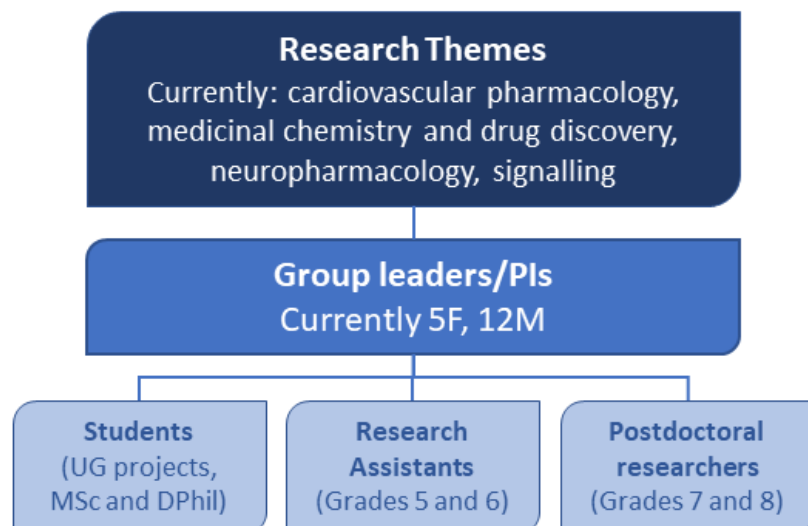 Research Themes
Currently: cardiovascular pharmacology,
medicinal chemistry and drug discovery,
neuropharmacology, signalling
Group leaders/PIs
Currently 5F, 12M
Students
(UG projects,
MSc and DPhil)
Research
Assistants
(Grades 5 and 6)
Postdoctoral
researchers
(Grades 7 and 8)